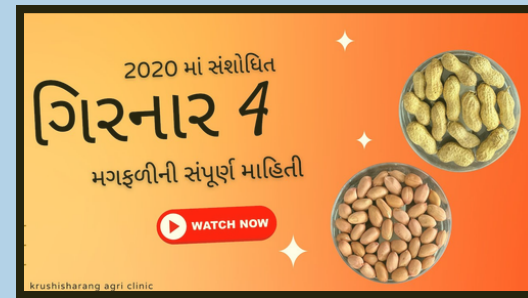 2020 માં સંશોધિત
ગિરનાર 4
મગફળીની સંપૂર્ણ માહિતી
WATCH NOW
krushisharang agri clinic